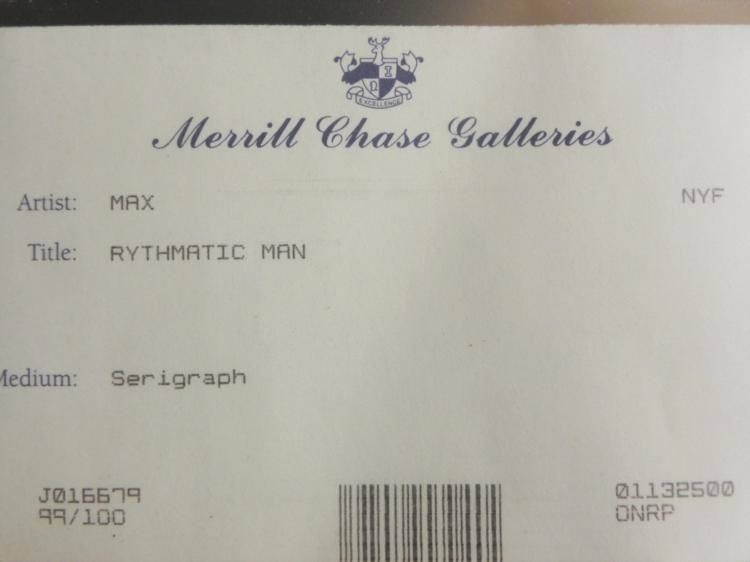 EXCELLENCE
Merrill Chase Galleries
Artist: MAX NYF
Title: RYTHMATIC MAN
Medium: Serigraph
J016679 01132500
99/100 ONRP